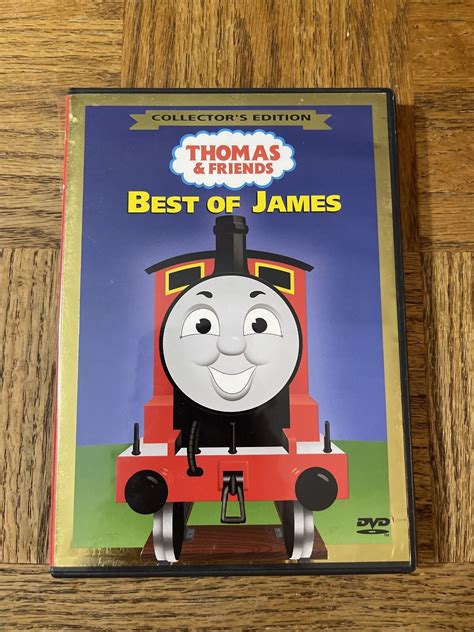 COLLECTOR'S EDITION
THOMAS
& FRIENDS
BEST OF JAMES
DVD